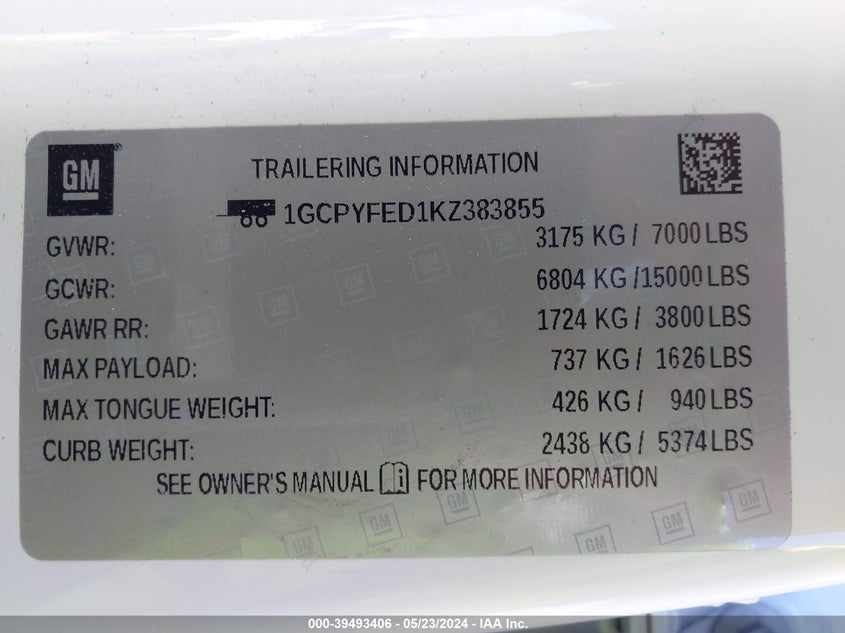 GM
TRAILERING INFORMATION
1GCPYFED1KZ383855
GVWR: 3175 KG / 7000 LBS
GCWR: 6804 KG /15000 LBS
GAWR RR: 1724 KG / 3800 LBS
MAX PAYLOAD: 737 KG / 1626 LBS
MAX TONGUE WEIGHT: 426 KG / 940 LBS
CURB WEIGHT: 2438 KG / 5374 LBS
SEE OWNER'S MANUAL FOR MORE INFORMATION
000-39493406 - 05/23/2024 - IAA Inc.